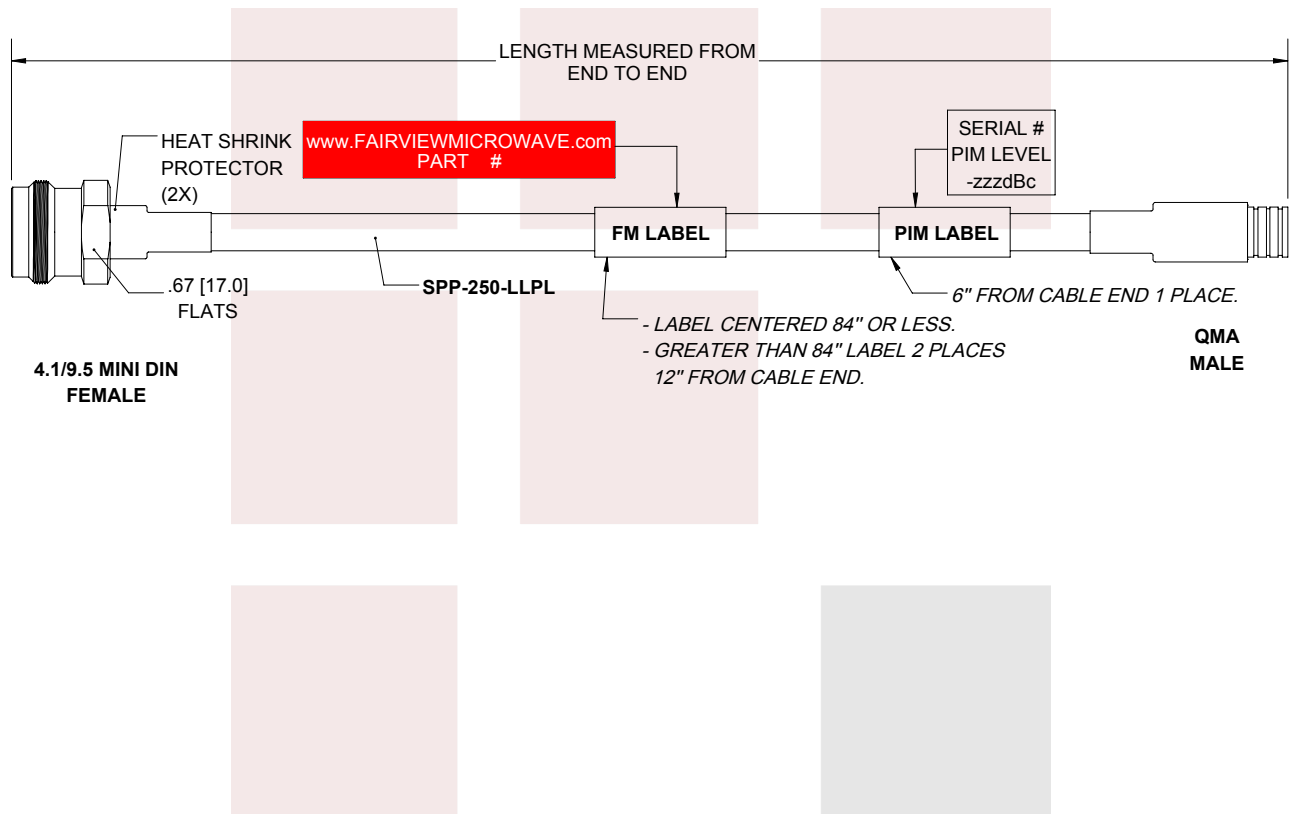 LENGTH MEASURED FROM
END TO END
HEAT SHRINK
PROTECTOR
(2X)
www.FAIRVIEWMICROWAVE.com
PART #
SERIAL #
PIM LEVEL
-zzzdBc
FM LABEL
PIM LABEL
.67 [17.0]
FLATS
SPP-250-LLPL
6" FROM CABLE END 1 PLACE.
- LABEL CENTERED 84" OR LESS.
- GREATER THAN 84" LABEL 2 PLACES
12" FROM CABLE END.
4.1/9.5 MINI DIN
FEMALE
QMA
MALE